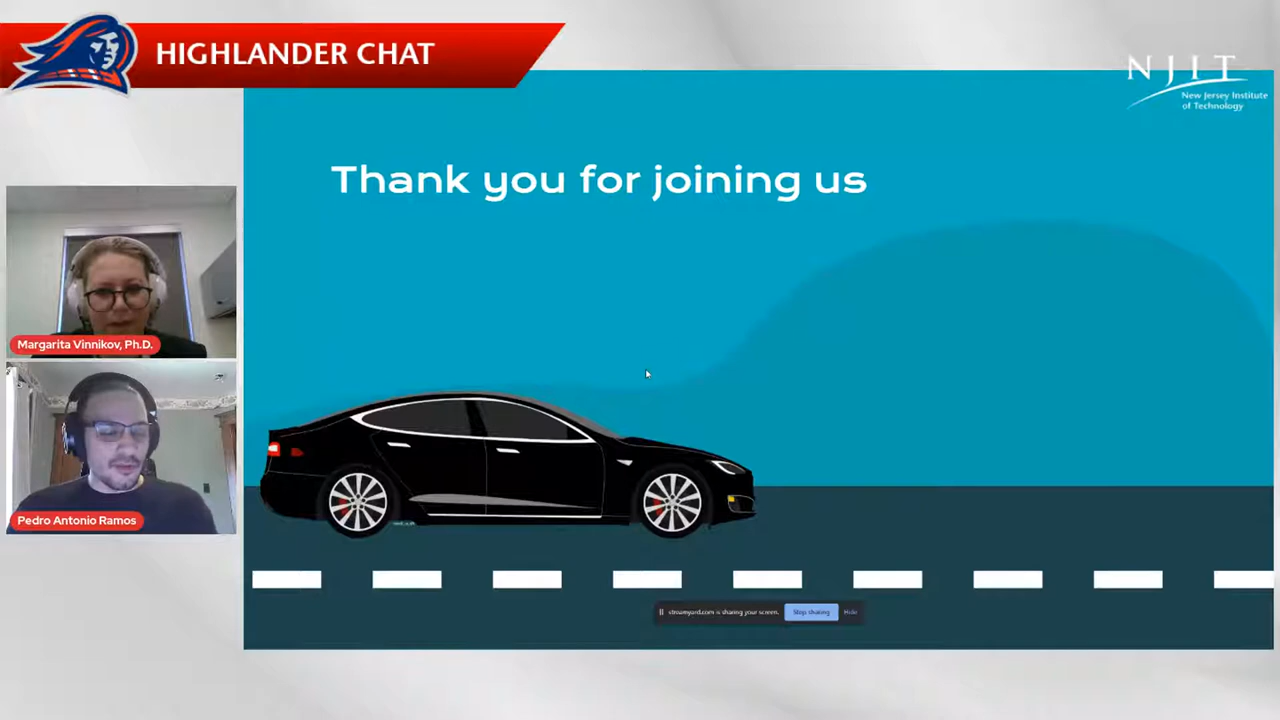 HIGHLANDER CHAT
NJIT
New Jersey Institute
of Technology
Thank you for joining us
Margarita Vinnikov, Ph.D.
Pedro Antonio Ramos
streamyard.com is sharing your screen.
Stop sharing
Hide